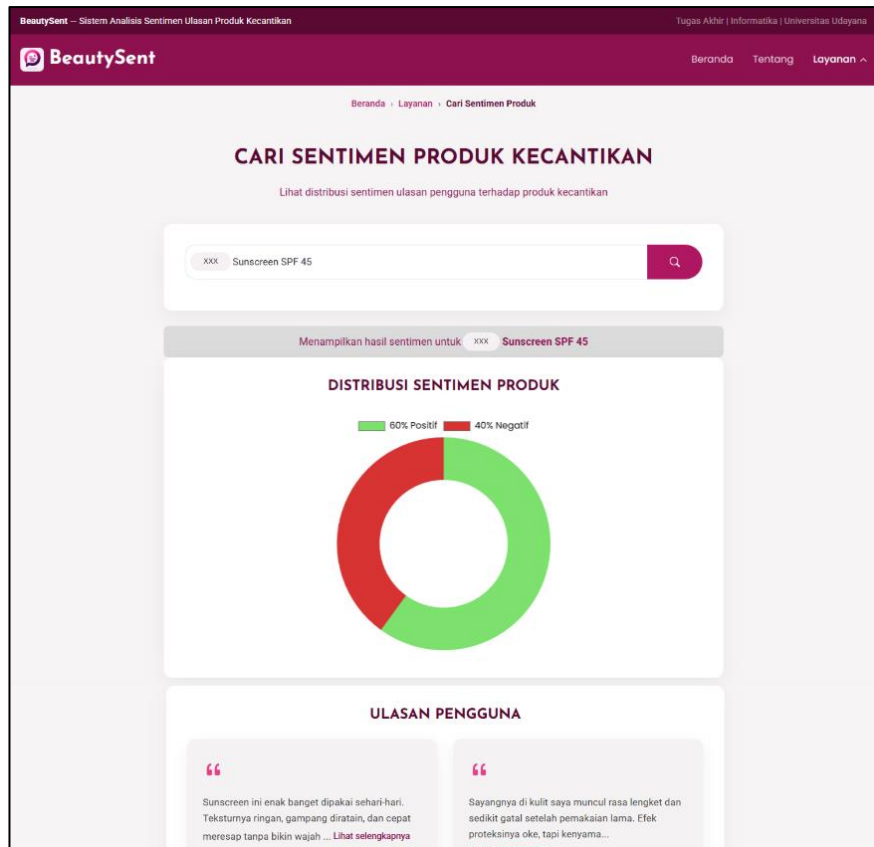 BeautySent – Sistem Analisis Sentimen Ulasan Produk Kecantikan
Tugas Akhir | Informatika | Universitas Udayana
BeautySent
Beranda Tentang Layanan
Beranda › Layanan › Cari Sentimen Produk
CARI SENTIMEN PRODUK KECANTIKAN
Lihat distribusi sentimen ulasan pengguna terhadap produk kecantikan
XXX Sunscreen SPF 45
Menampilkan hasil sentimen untuk XXX Sunscreen SPF 45
DISTRIBUSI SENTIMEN PRODUK
60% Positif 40% Negatif
ULASAN PENGGUNA
Sunscreen ini enak banget dipakai sehari-hari.
Teksturnya ringan, gampang diratain, dan cepat
meresap tanpa bikin wajah ... Lihat selengkapnya
Sayangnya di kulit saya muncul rasa lengket dan
sedikit gatal setelah pemakaian lama. Efek
proteksinya oke, tapi kenyama...